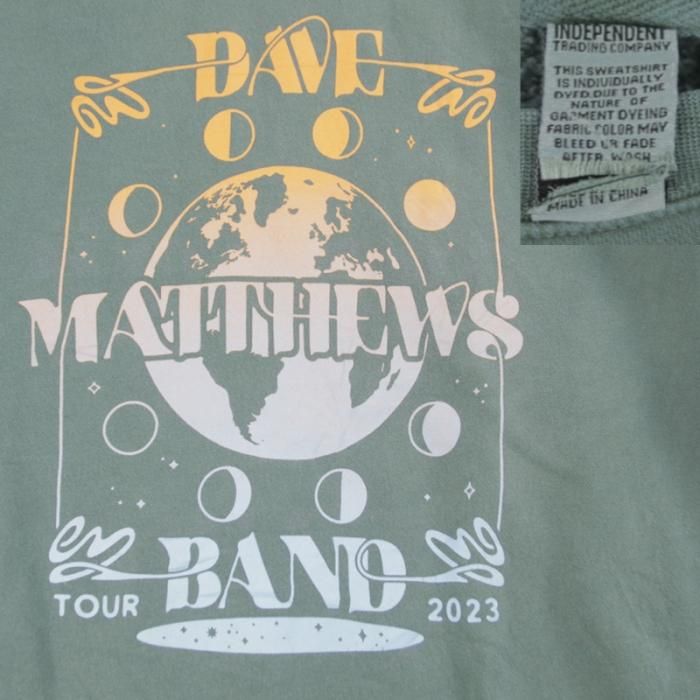 DAVE
MATTHEWS
BAND
TOUR 2023
INDEPENDENT
TRADING COMPANY
THIS SWEATSHIRT
IS INDIVIDUALLY
DYED.DUE TO THE
NATURE OF
GARMENT DYEING
FABRIC COLOR MAY
BLEED OR FADE
AFTER WASH
MADE IN CHINA